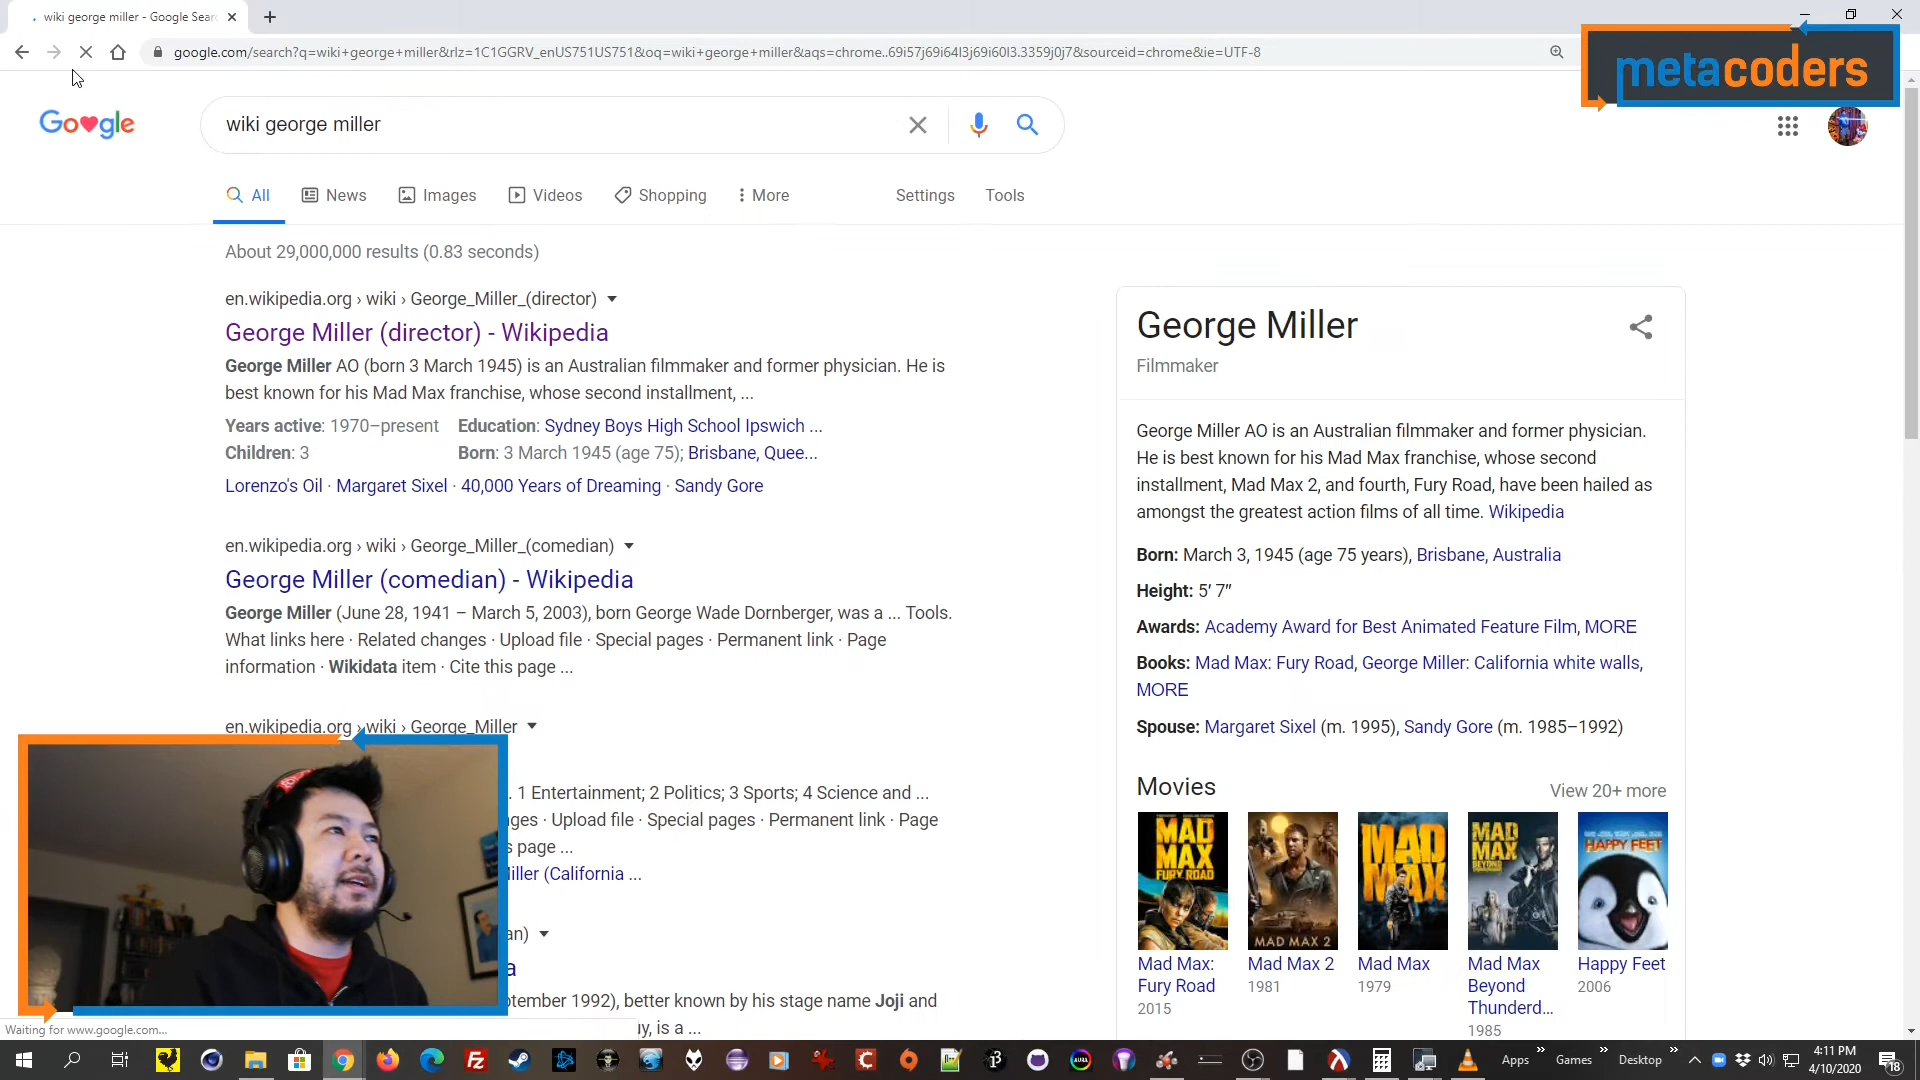 wiki george miller - Google Sear
google.com/search?q=wiki+george+miller&rlz=1C1GGRV_enUS751US751&oq=wiki+george+miller&aqs=chrome..69i57j69i64l3j69i60l3.3359j0j7&sourceid=chrome&ie=UTF-8
metacoders
Google
wiki george miller
All News Images Videos Shopping More Settings Tools
About 29,000,000 results (0.83 seconds)
en.wikipedia.org › wiki › George_Miller_(director)
George Miller (director) - Wikipedia
George Miller AO (born 3 March 1945) is an Australian filmmaker and former physician. He is
best known for his Mad Max franchise, whose second installment, ...
Years active: 1970–present Education: Sydney Boys High School Ipswich ...
Children: 3 Born: 3 March 1945 (age 75); Brisbane, Quee...
Lorenzo's Oil · Margaret Sixel · 40,000 Years of Dreaming · Sandy Gore
en.wikipedia.org › wiki › George_Miller_(comedian)
George Miller (comedian) - Wikipedia
George Miller (June 28, 1941 – March 5, 2003), born George Wade Dornberger, was a ... Tools.
What links here · Related changes · Upload file · Special pages · Permanent link · Page
information · Wikidata item · Cite this page ...
en.wikipedia.org › wiki › George_Miller
. 1 Entertainment; 2 Politics; 3 Sports; 4 Science and ...
ges · Upload file · Special pages · Permanent link · Page
s page ...
iller (California ...
an)
a
tember 1992), better known by his stage name Joji and
uy, is a ...
George Miller
Filmmaker
George Miller AO is an Australian filmmaker and former physician.
He is best known for his Mad Max franchise, whose second
installment, Mad Max 2, and fourth, Fury Road, have been hailed as
amongst the greatest action films of all time. Wikipedia
Born: March 3, 1945 (age 75 years), Brisbane, Australia
Height: 5′ 7″
Awards: Academy Award for Best Animated Feature Film, MORE
Books: Mad Max: Fury Road, George Miller: California white walls,
MORE
Spouse: Margaret Sixel (m. 1995), Sandy Gore (m. 1985–1992)
Movies View 20+ more
MAD MAX FURY ROAD
MAD MAX 2
MAD MAX
MAD MAX BEYOND THUNDERDOME
HAPPY FEET
Mad Max: Fury Road 2015
Mad Max 2 1981
Mad Max 1979
Mad Max Beyond Thunderd... 1985
Happy Feet 2006
Waiting for www.google.com...
Apps Games Desktop
4:11 PM
4/10/2020
18